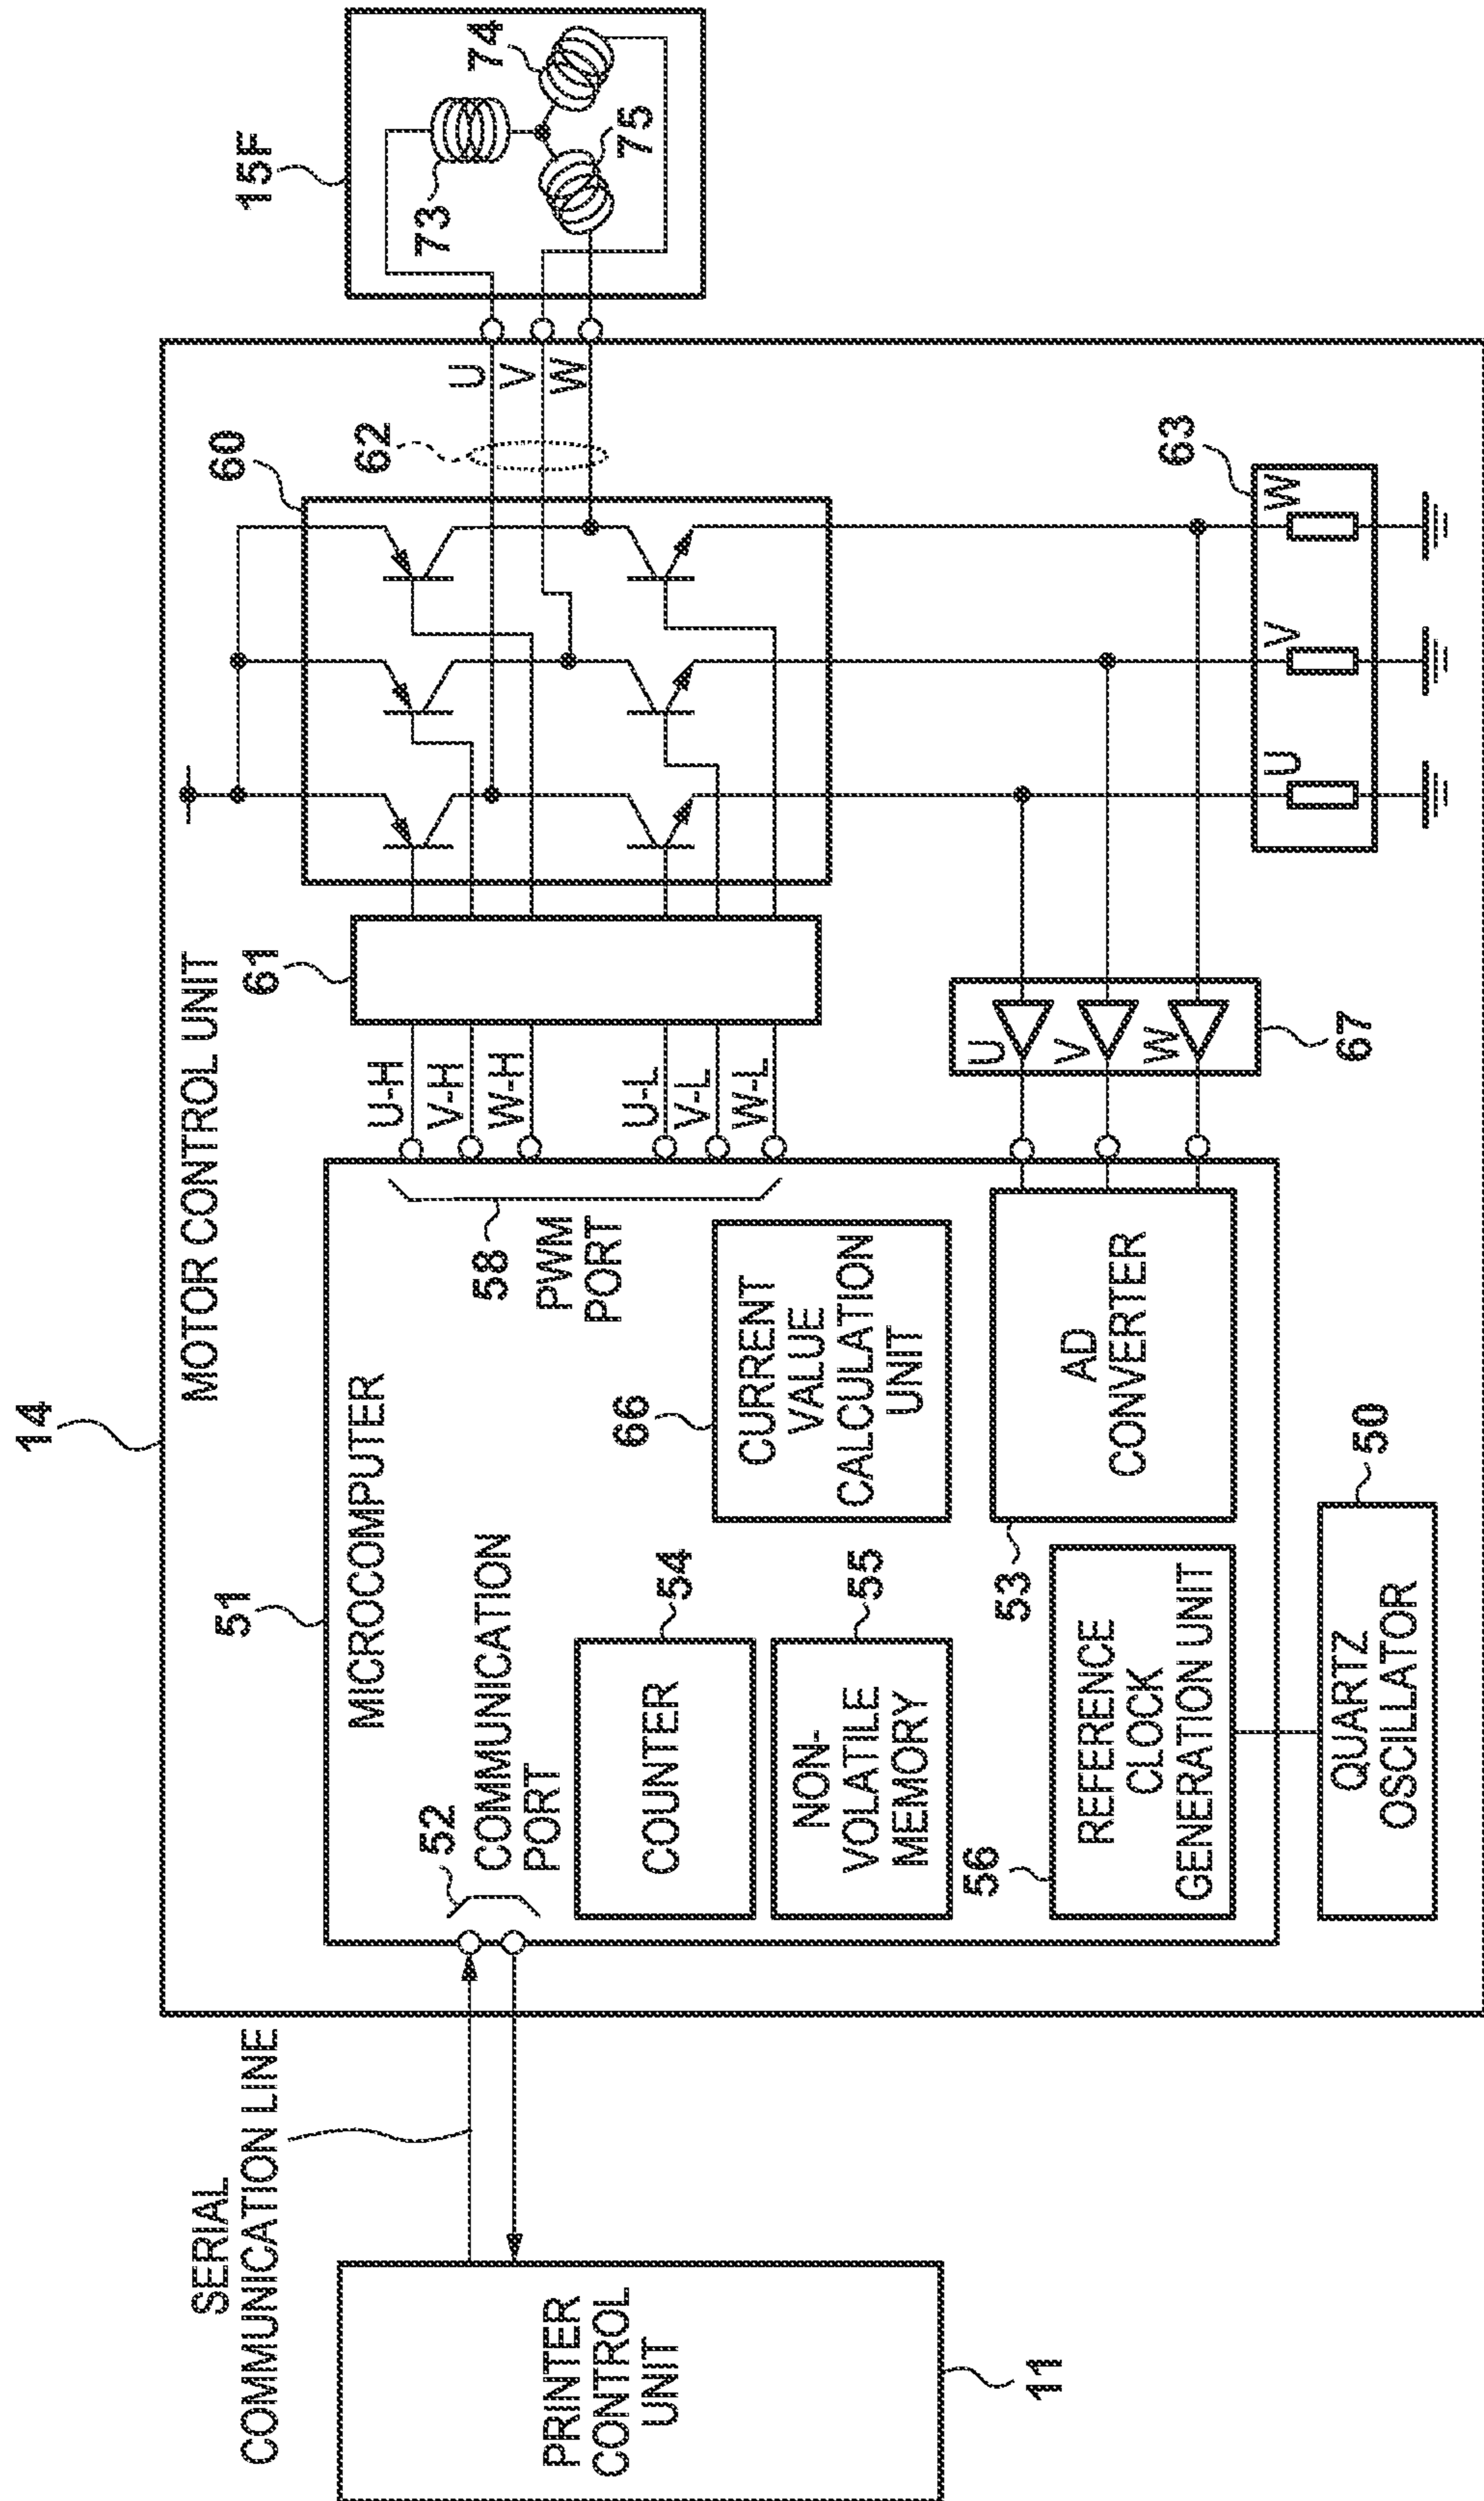 14
MOTOR CONTROL UNIT
51
MICROCOMPUTER
SERIAL
COMMUNICATION LINE
PRINTER
CONTROL
UNIT
11
52
COMMUNICATION
PORT
COUNTER
54
NON-
VOLATILE
MEMORY
55
56
REFERENCE
CLOCK
GENERATION UNIT
QUARTZ
OSCILLATOR
50
58
PWM
PORT
66
CURRENT
VALUE
CALCULATION
UNIT
53
AD
CONVERTER
U-H
V-H
W-H
U-L
V-L
W-L
61
60
62
U
V
W
U
V
W
67
U
V
W
63
15F
73
74
75